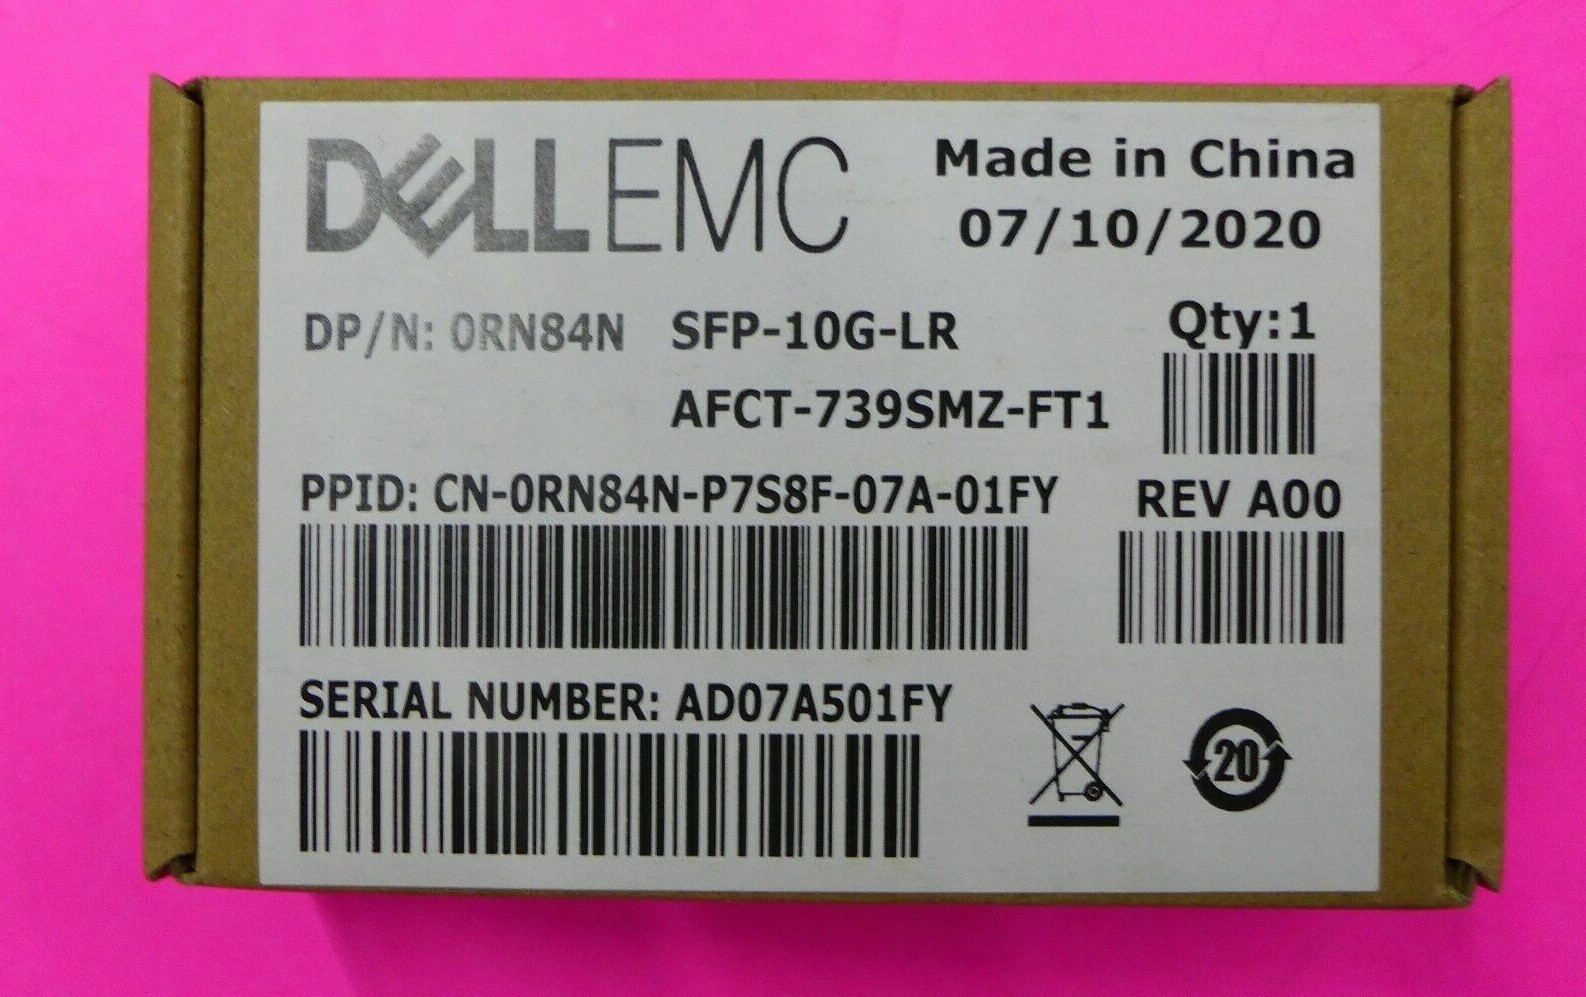 DELLEMC
Made in China
07/10/2020
DP/N: 0RN84N SFP-10G-LR
Qty:1
AFCT-739SMZ-FT1
PPID: CN-0RN84N-P7S8F-07A-01FY
REV A00
SERIAL NUMBER: AD07A501FY
20